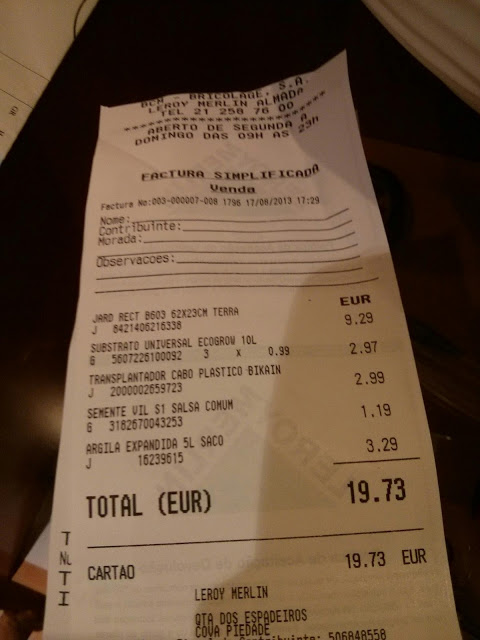 BCM - BRICOLAGE, S.A.
LEROY MERLIN ALMADA
TEL 21 258 76 00
ABERTO DE SEGUNDA A
DOMINGO DAS 09H AS 23H
FACTURA SIMPLIFICADA
Venda
Factura No:003-000007-008 1798 17/08/2013 17:29
Nome:
Contribuinte:
Morada:
Observacoes:
EUR
JARD RECT B603 62X23CM TERRA 9.29
J 8421406216338
SUBSTRATO UNIVERSAL ECOGROW 10L
G 5607226100092 3 X 0.99 2.97
TRANSPLANTADOR CABO PLASTICO BIKAIN 2.99
J 2000002659723
SEMENTE VIL $1 SALSA COMUM 1.19
G 3182670043253
ARGILA EXPANDIDA 5L SACO 3.29
J 16239615
TOTAL (EUR) 19.73
CARTAO 19.73 EUR
LEROY MERLIN
QTA DOS ESPADEIROS
COVA PIEDADE
Contribuinte: 506848558